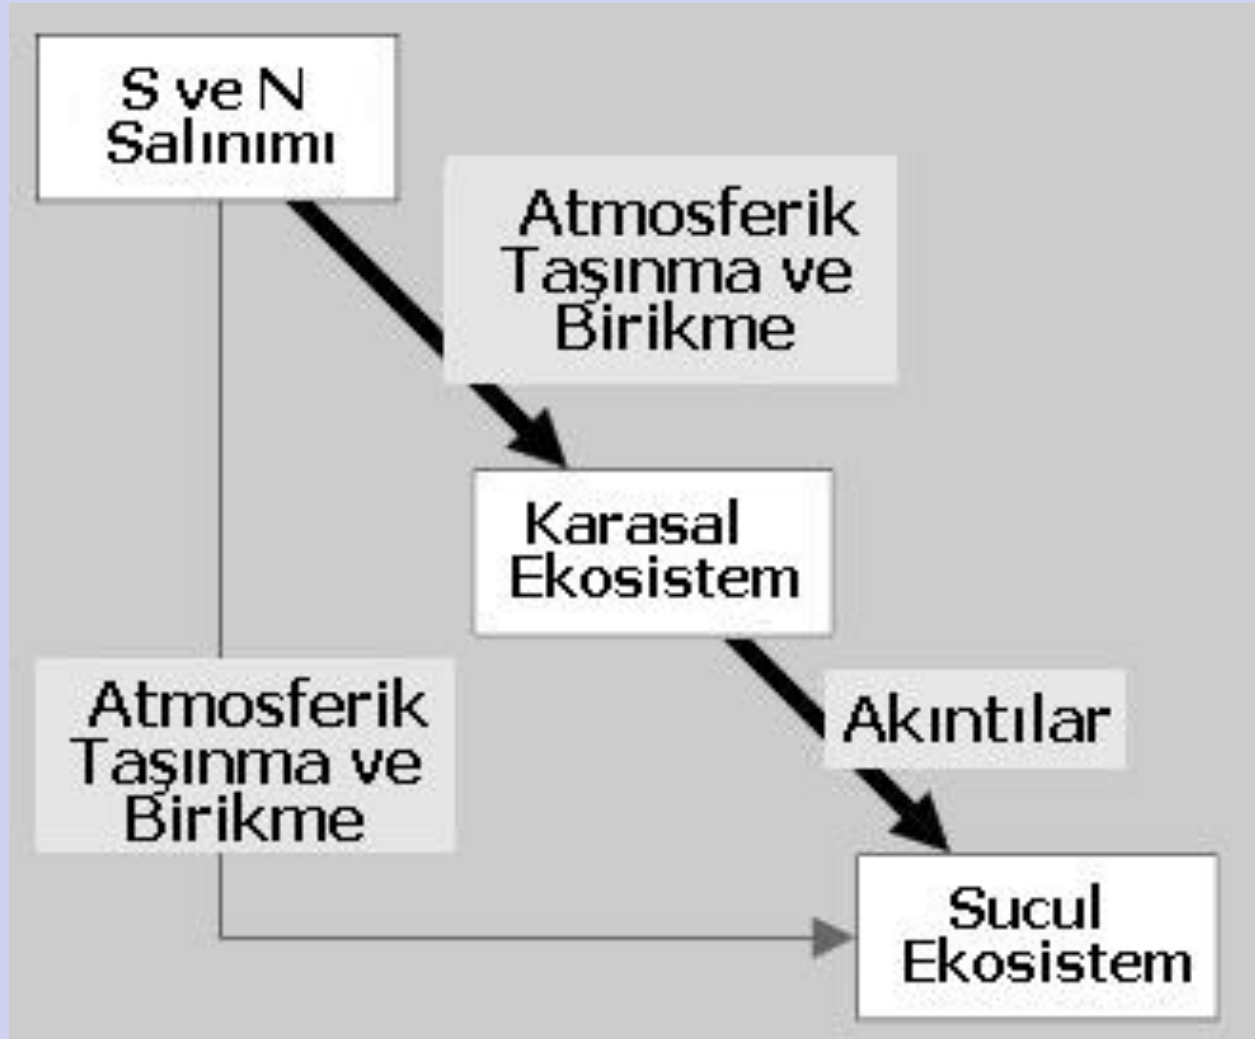 S ve N
Salınımı
Atmosferik
Taşınma ve
Birikme
Karasal
Ekosistem
Atmosferik
Taşınma ve
Birikme
Akıntılar
Sucul
Ekosistem